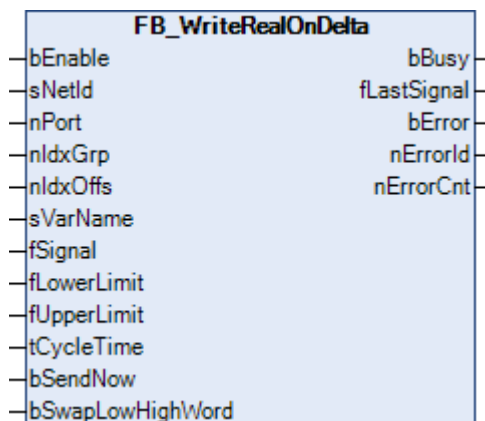 FB_WriteRealOnDelta
bEnable bBusy
sNetId fLastSignal
nPort bError
nIdxGrp nErrorId
nIdxOffs nErrorCnt
sVarName
fSignal
fLowerLimit
fUpperLimit
tCycleTime
bSendNow
bSwapLowHighWord